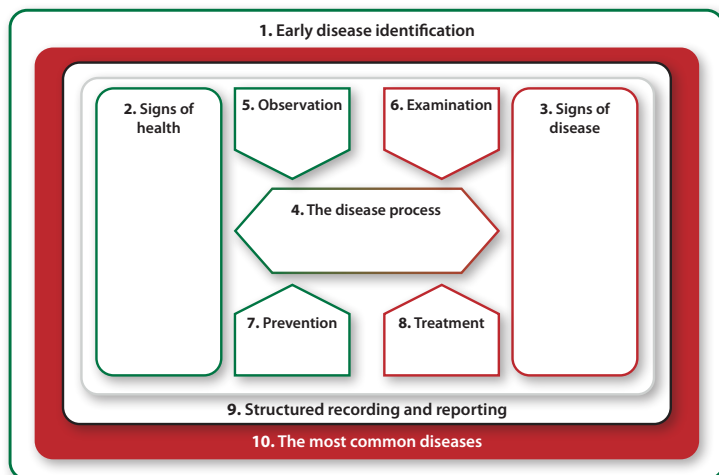 1. Early disease identification
2. Signs of
health
5. Observation
6. Examination
3. Signs of
disease
4. The disease process
7. Prevention
8. Treatment
9. Structured recording and reporting
10. The most common diseases